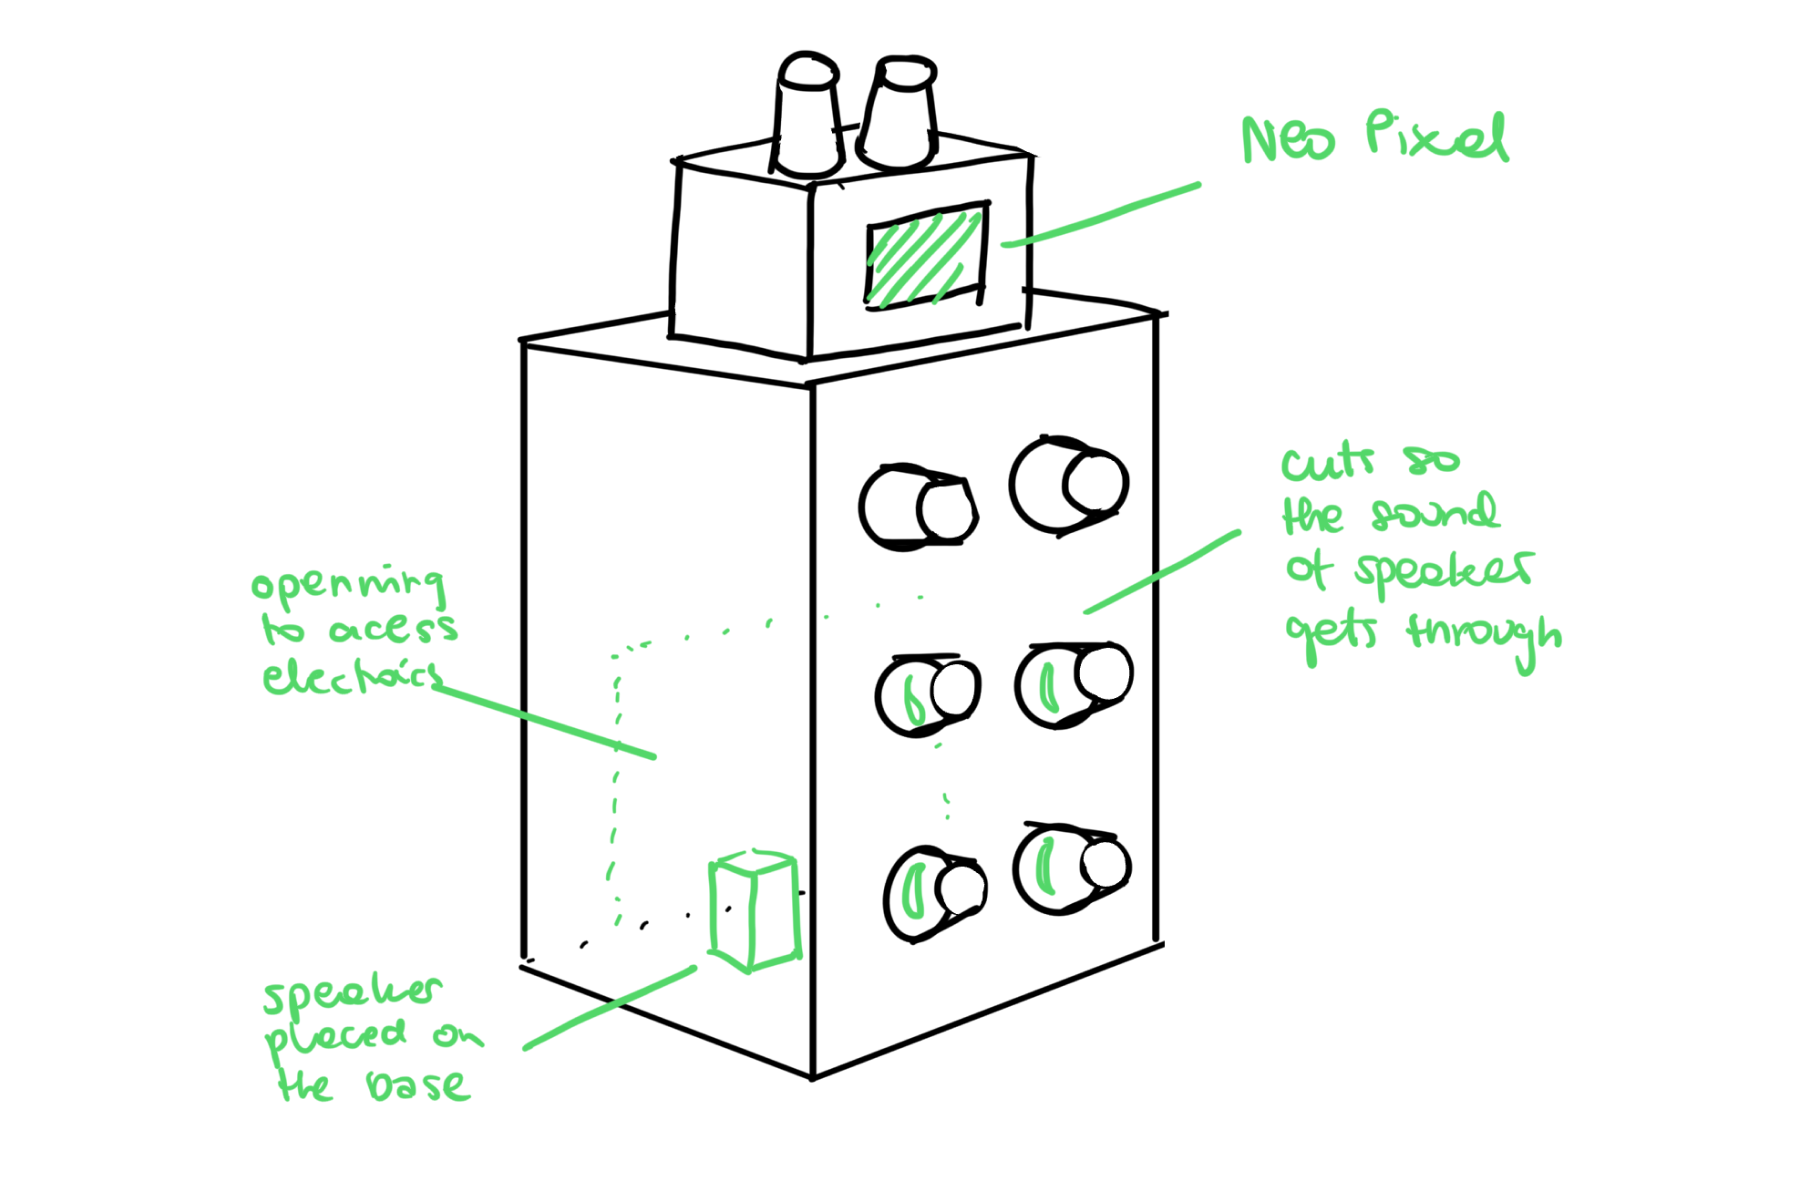 Neo Pixel
cuts so
the sound
of speaker
gets through
openning
to acess
electroics
speaker
placed on
the base